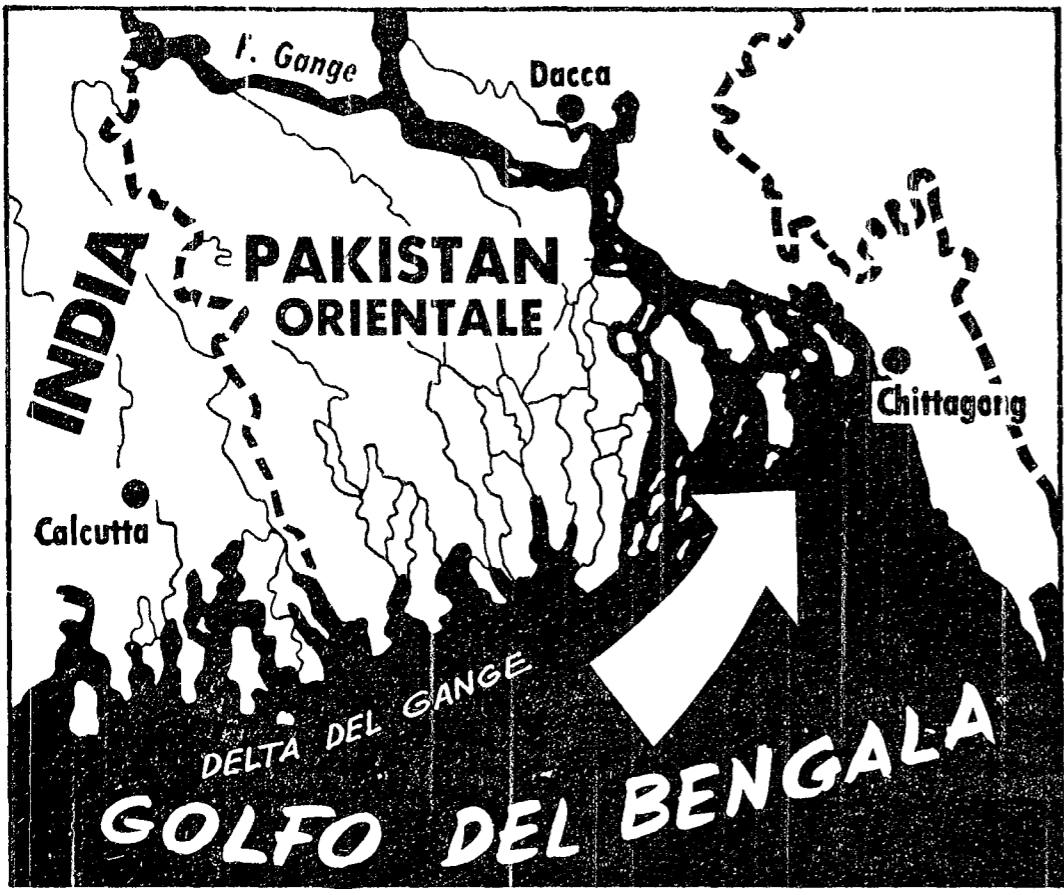 F. Gange
Dacca
INDIA
PAKISTAN
ORIENTALE
Chittagong
Calcutta
DELTA DEL GANGE
GOLFO DEL BENGALA